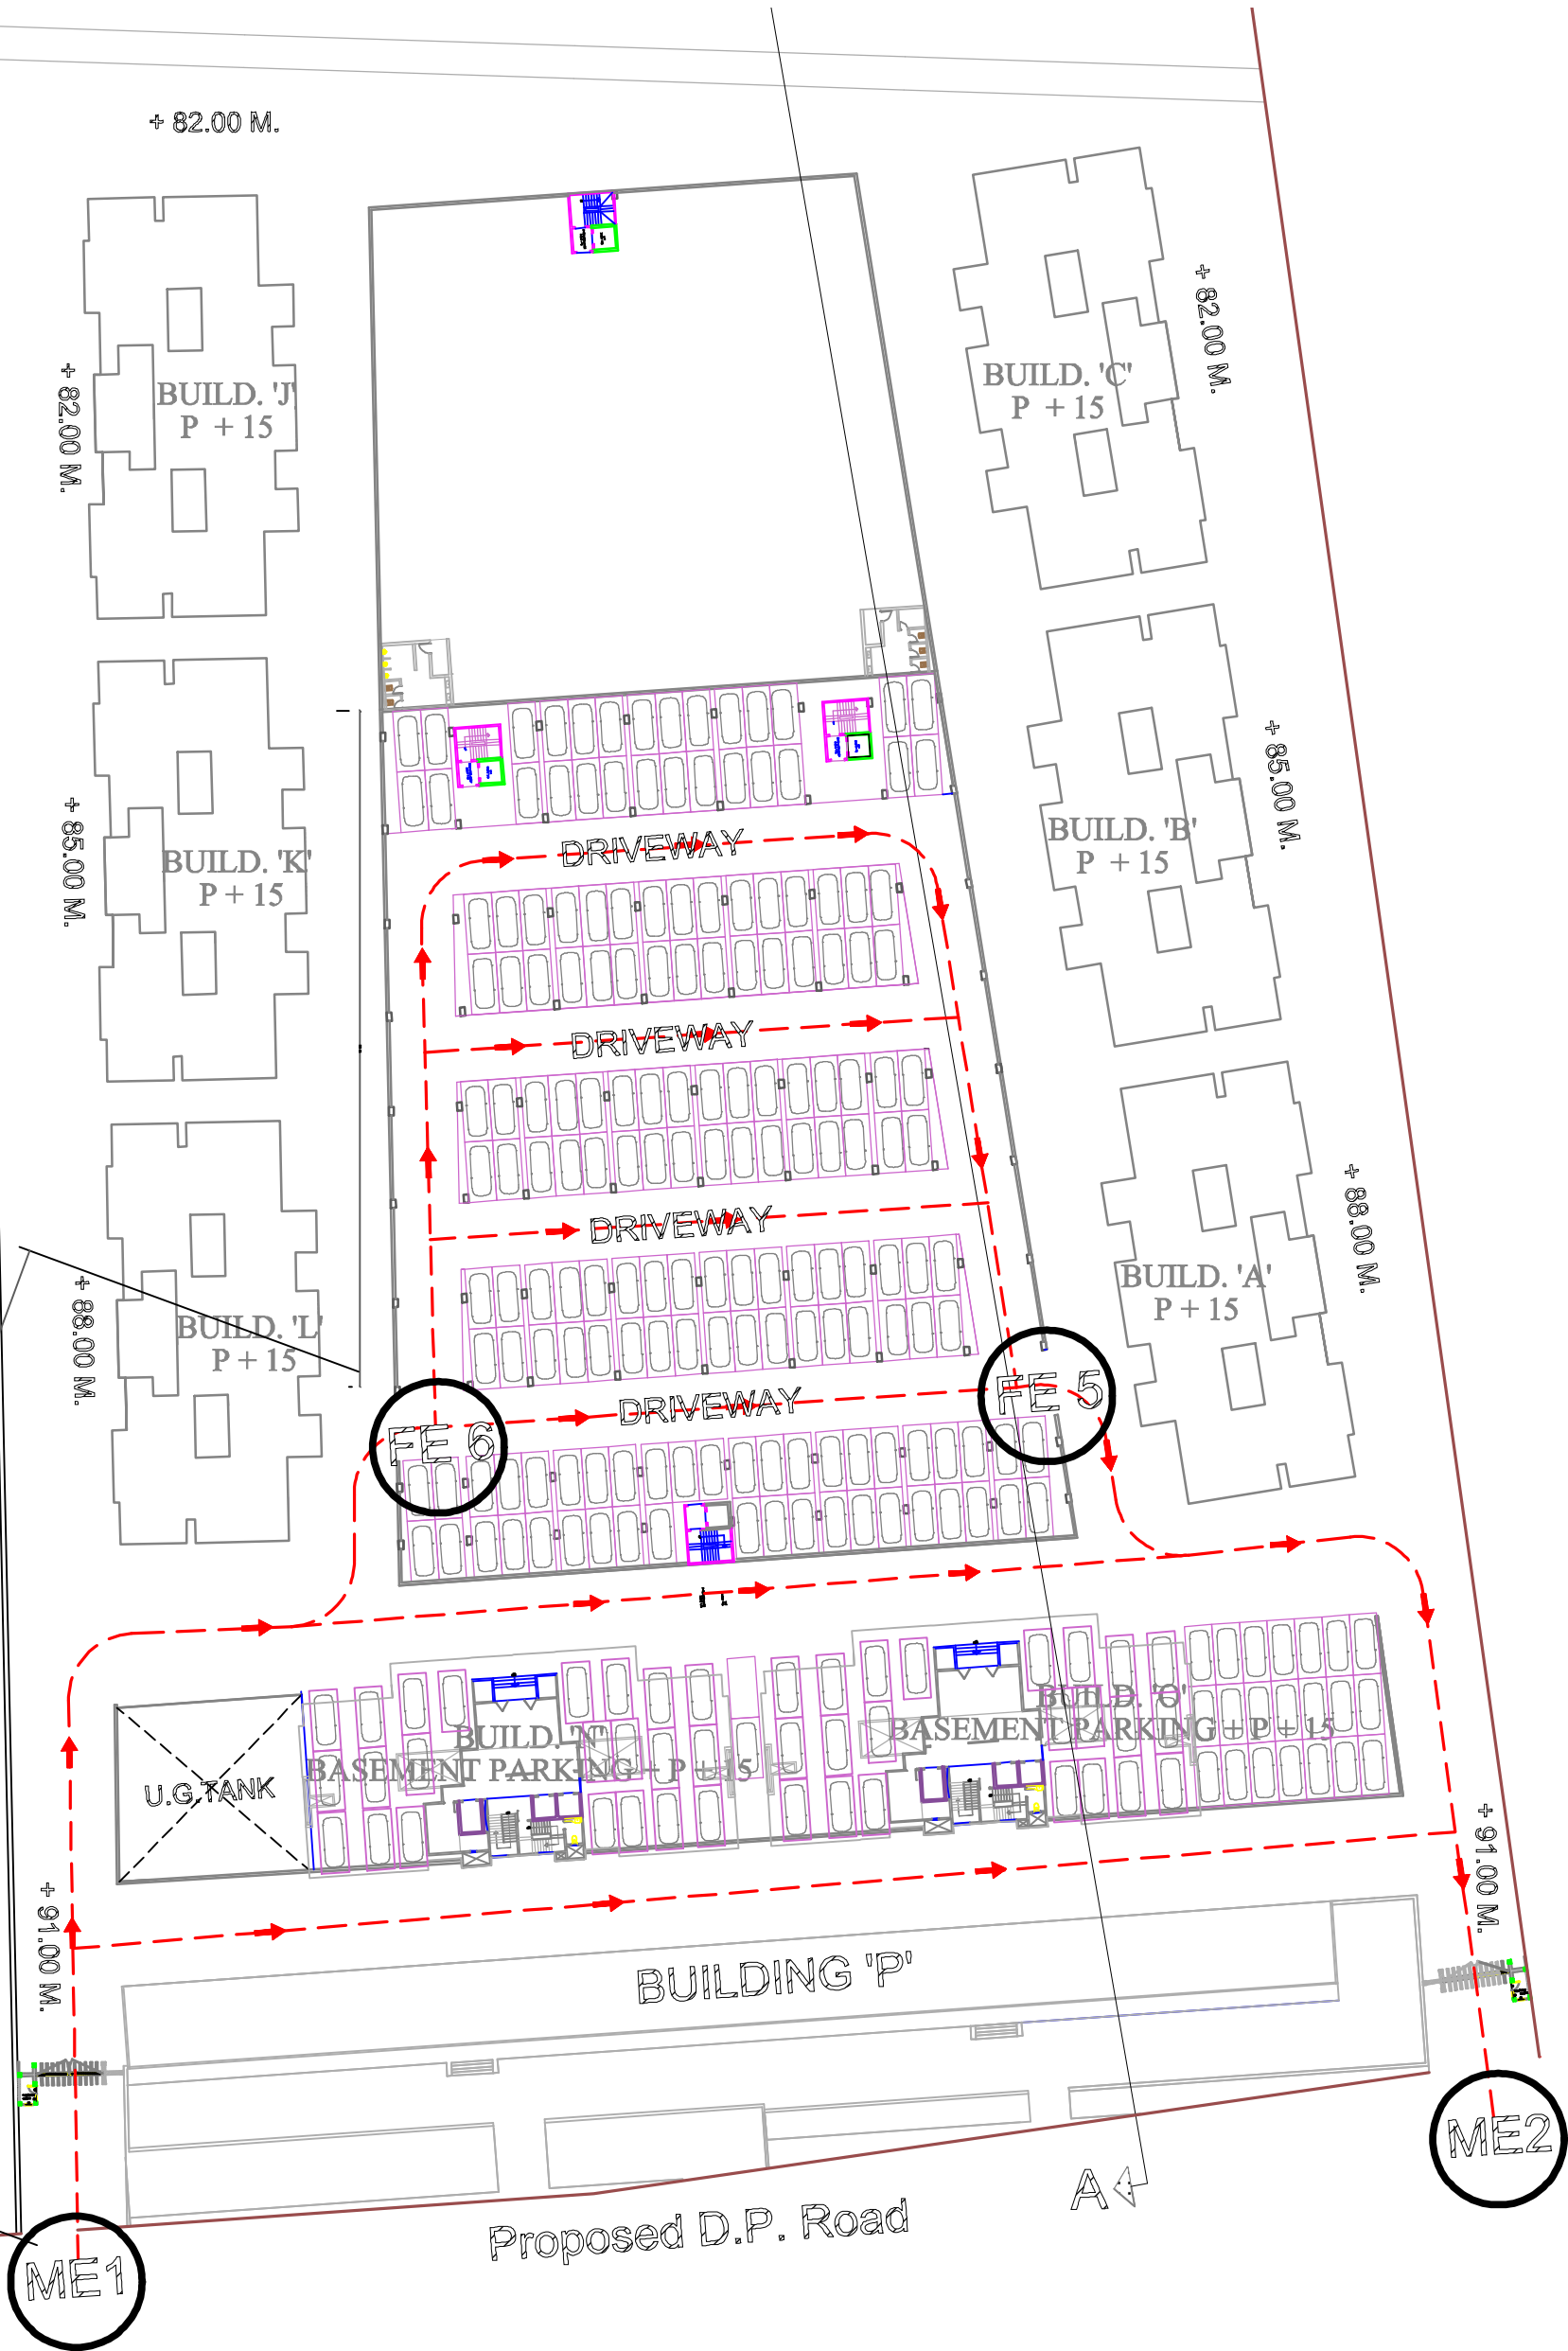 + 82.00 M.
+ 82.00 M.
BUILD. 'J'
P + 15
BUILD. 'C'
P + 15
+ 82.00 M.
+ 85.00 M.
BUILD. 'K'
P + 15
BUILD. 'B'
P + 15
+ 85.00 M.
DRIVEWAY
DRIVEWAY
DRIVEWAY
DRIVEWAY
+ 88.00 M.
BUILD. 'L'
P + 15
BUILD. 'A'
P + 15
+ 88.00 M.
FE 6
FE 5
U.G.TANK
BUILD. 'N'
BASEMENT PARKING + P + 15
BUILD. 'O'
BASEMENT PARKING + P + 15
+ 91.00 M.
+ 91.00 M.
BUILDING 'P'
ME1
ME2
A
Proposed D.P. Road